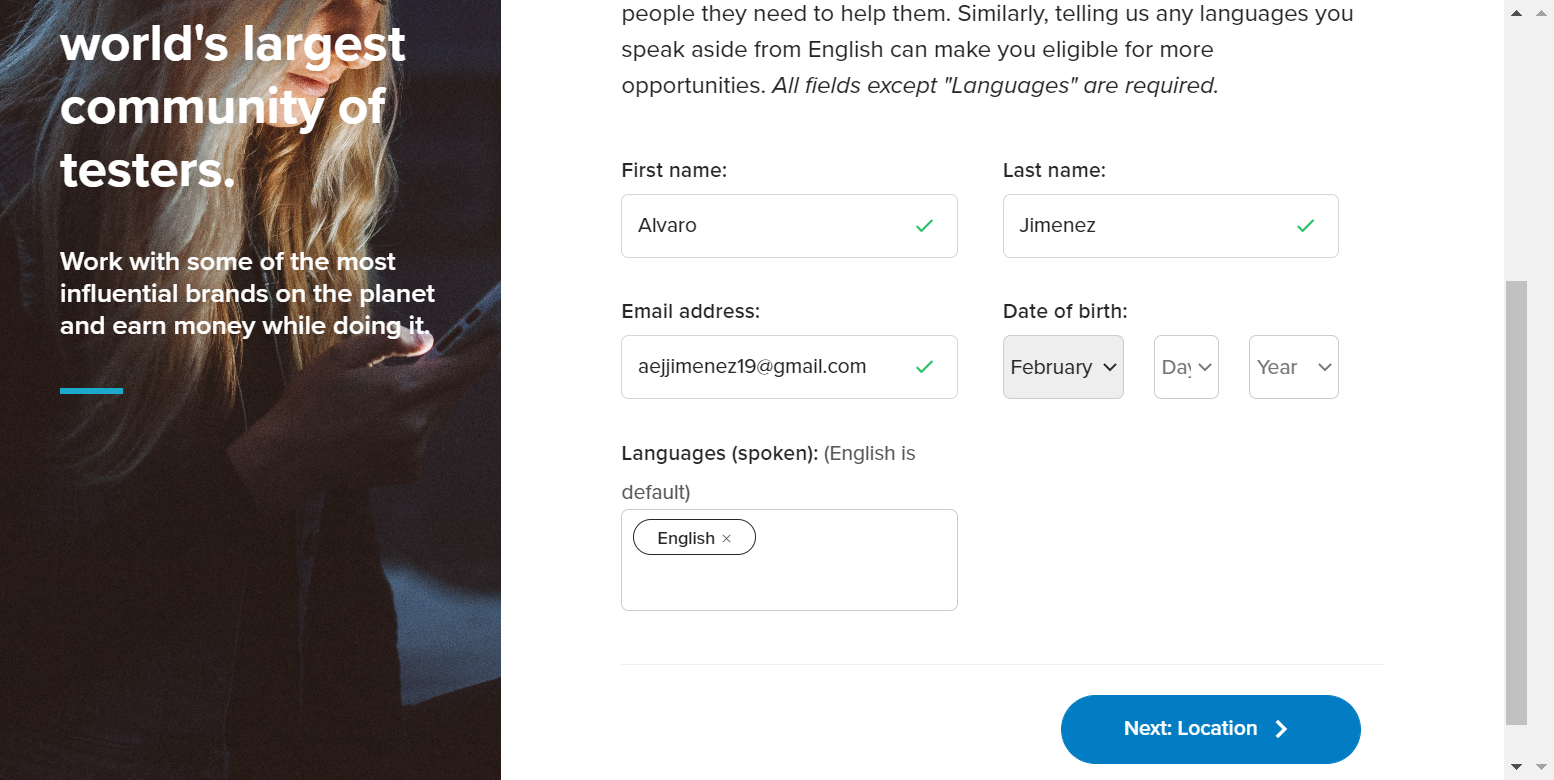 world's largest
community of
testers.
Work with some of the most
influential brands on the planet
and earn money while doing it.
people they need to help them. Similarly, telling us any languages you
speak aside from English can make you eligible for more
opportunities. All fields except "Languages" are required.
First name:
Last name:
Alvaro
Jimenez
Email address:
Date of birth:
aejjimenez19@gmail.com
February
Day
Year
Languages (spoken): (English is
default)
English ×
Next: Location